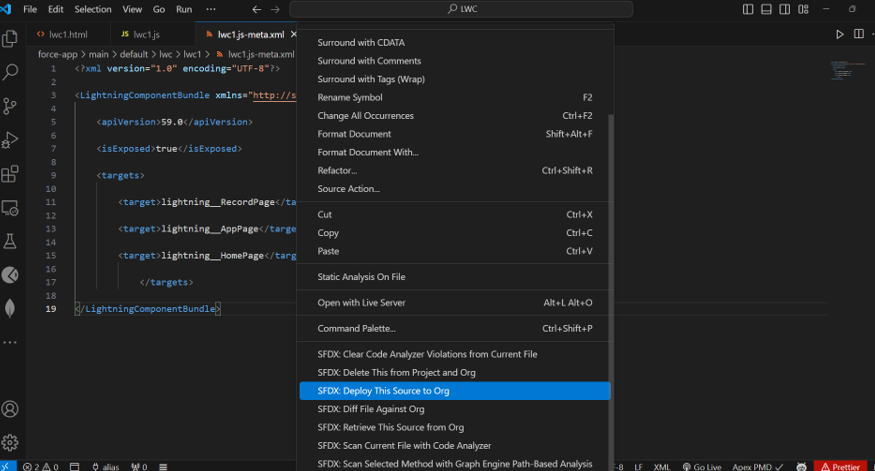 File Edit Selection View Go Run ··· LWC
lwc1.html JS lwc1.js lwc1.js-meta.xml
force-app > main > default > lwc > lwc1 > lwc1.js-meta.xml
1 <?xml version="1.0" encoding="UTF-8"?>
2
3 <LightningComponentBundle xmlns="http://s
4
5 <apiVersion>59.0</apiVersion>
6
7 <isExposed>true</isExposed>
8
9 <targets>
10
11 <target>lightning__RecordPage</ta
12
13 <target>lightning__AppPage</targe
14
15 <target>lightning__HomePage</targ
16
17 </targets>
18
19 </LightningComponentBundle>
Surround with CDATA
Surround with Comments
Surround with Tags (Wrap)
Rename Symbol F2
Change All Occurrences Ctrl+F2
Format Document Shift+Alt+F
Format Document With...
Refactor... Ctrl+Shift+R
Source Action...
Cut Ctrl+X
Copy Ctrl+C
Paste Ctrl+V
Static Analysis On File
Open with Live Server Alt+L Alt+O
Command Palette... Ctrl+Shift+P
SFDX: Clear Code Analyzer Violations from Current File
SFDX: Delete This from Project and Org
SFDX: Deploy This Source to Org
SFDX: Diff File Against Org
SFDX: Retrieve This Source from Org
SFDX: Scan Current File with Code Analyzer
SFDX: Scan Selected Method with Graph Engine Path-Based Analysis
2 0 alias 0 F-8 LF XML Go Live Apex PMD Prettier